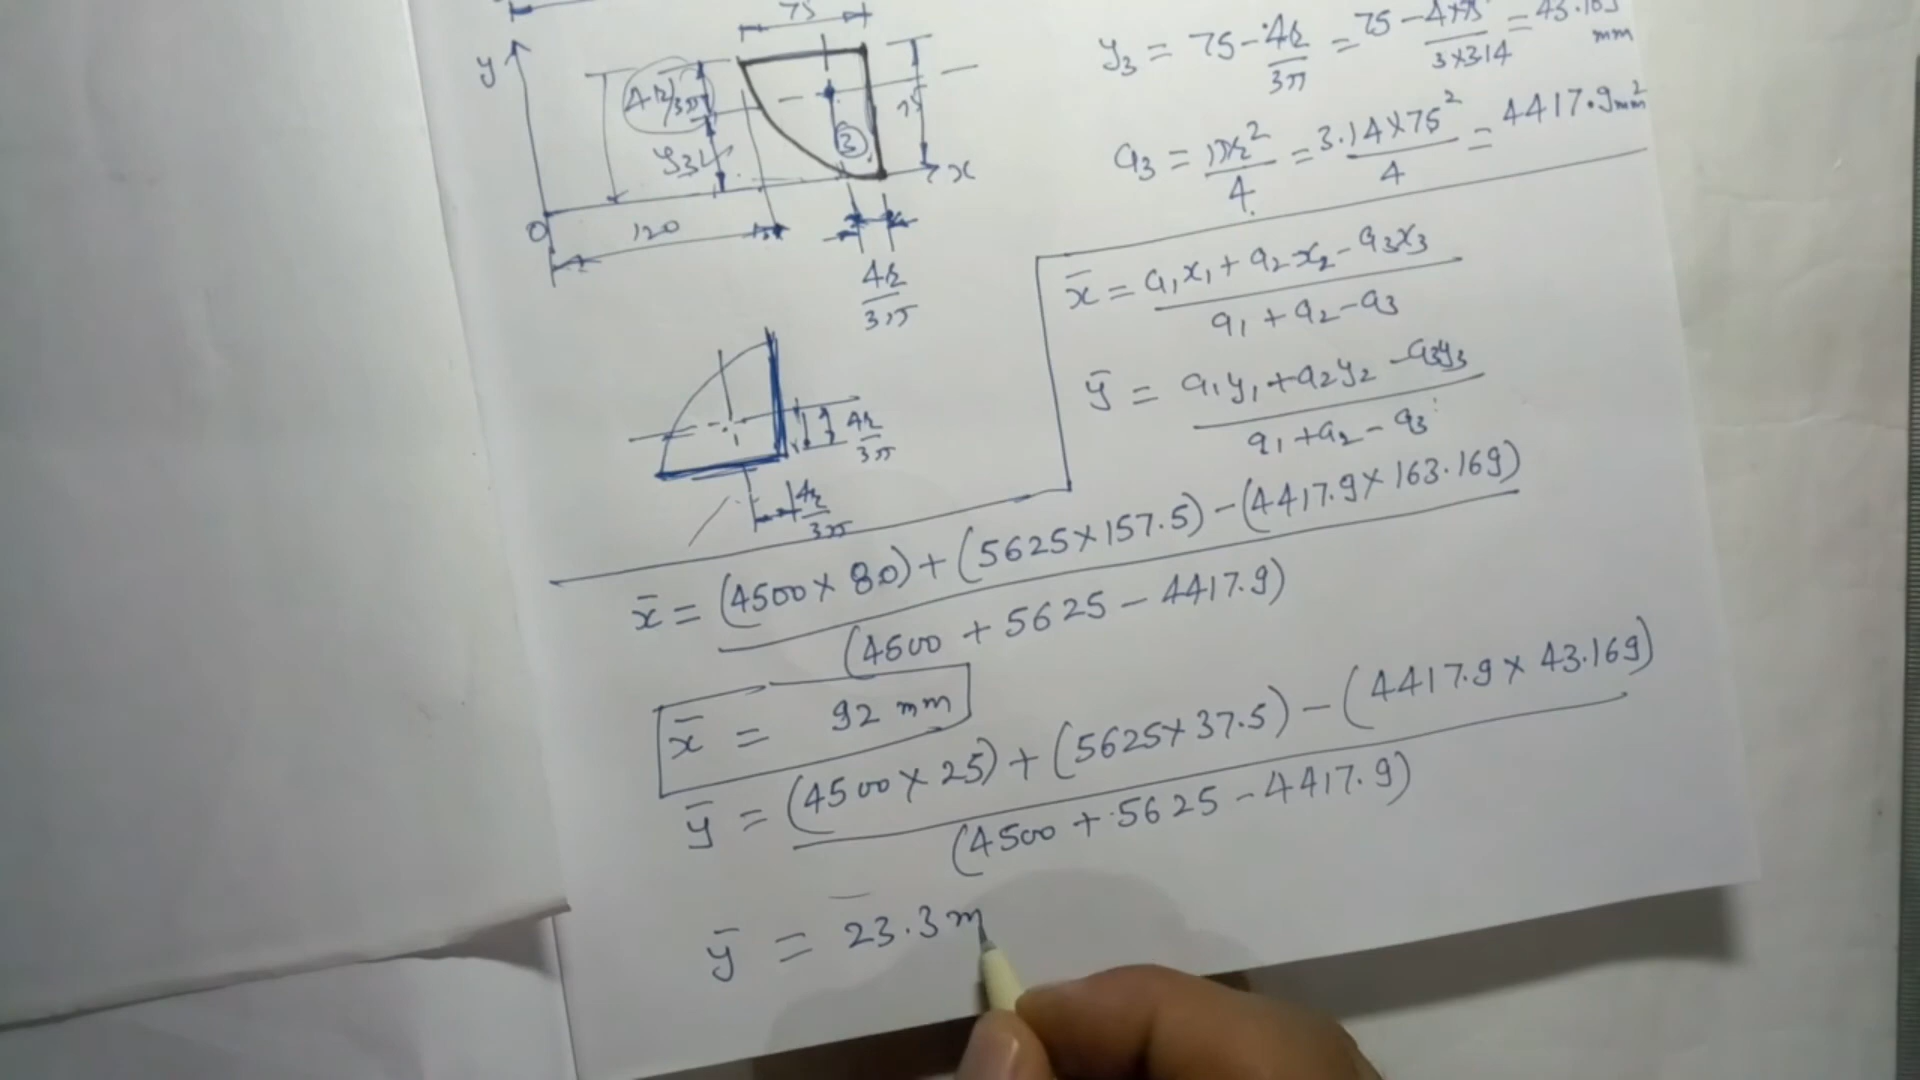 75
y
4r/3π
y3
75
3
x
0
120
4r/3π
4r/3π
4r/3π
y3 = 75 - 4r/3π = 75 - 4×75/3×3.14 = 43.169 mm
a3 = πr²/4 = 3.14×75²/4 = 4417.9mm²
x̄ = a1x1 + a2x2 - a3x3 / a1 + a2 - a3
ȳ = a1y1 + a2y2 - a3y3 / a1 + a2 - a3
x̄ = (4500 × 80) + (5625 × 157.5) - (4417.9 × 163.169) / (4500 + 5625 - 4417.9)
x̄ = 92 mm
ȳ = (4500 × 25) + (5625 × 37.5) - (4417.9 × 43.169) / (4500 + 5625 - 4417.9)
ȳ = 23.3 m